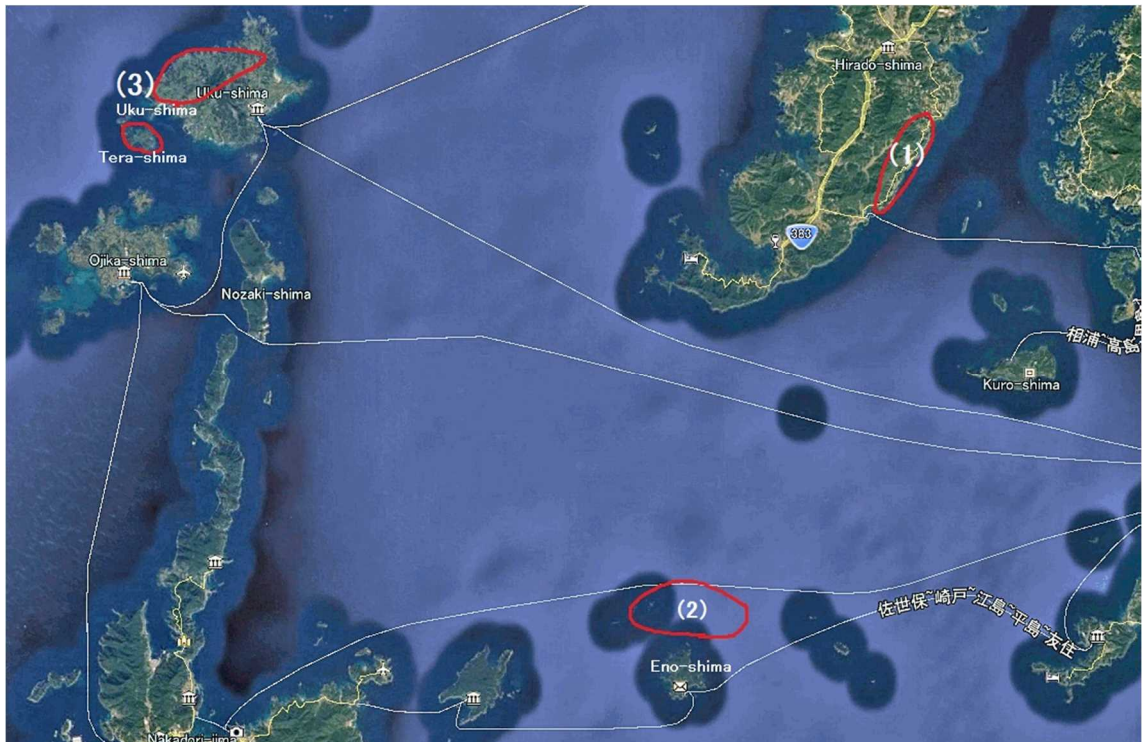 Hirado-shima
(3)
Uku-shima
Uku-shima
Tera-shima
(1)
383
Ojika-shima
Nozaki-shima
相浦~高島
Kuro-shima
(2)
佐世保~崎戸~江島~平島~友住
Eno-shima
Nakadori-jima